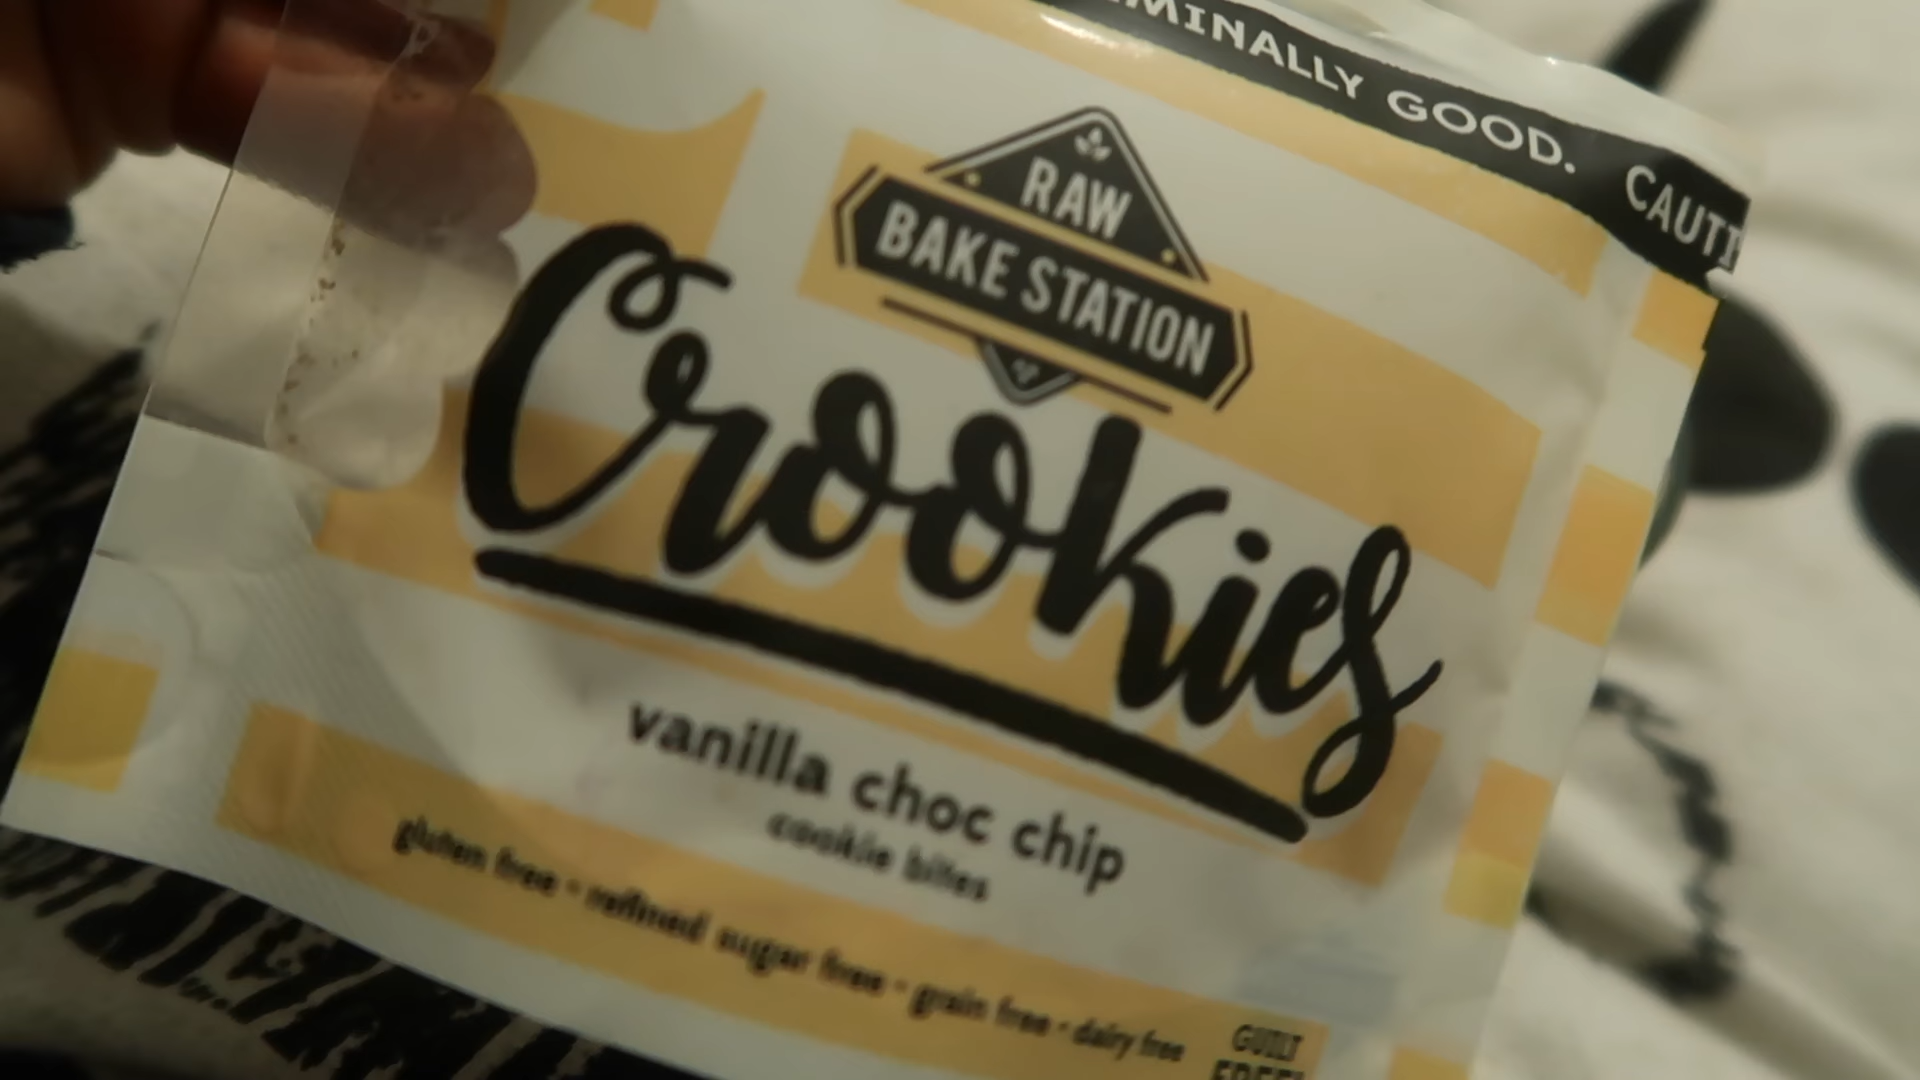 MINALLY GOOD. CAUTI
RAW
BAKE STATION
Crookies
vanilla choc chip
cookie bites
gluten free • refined sugar free • grain free • dairy free
GUILT
FREE!